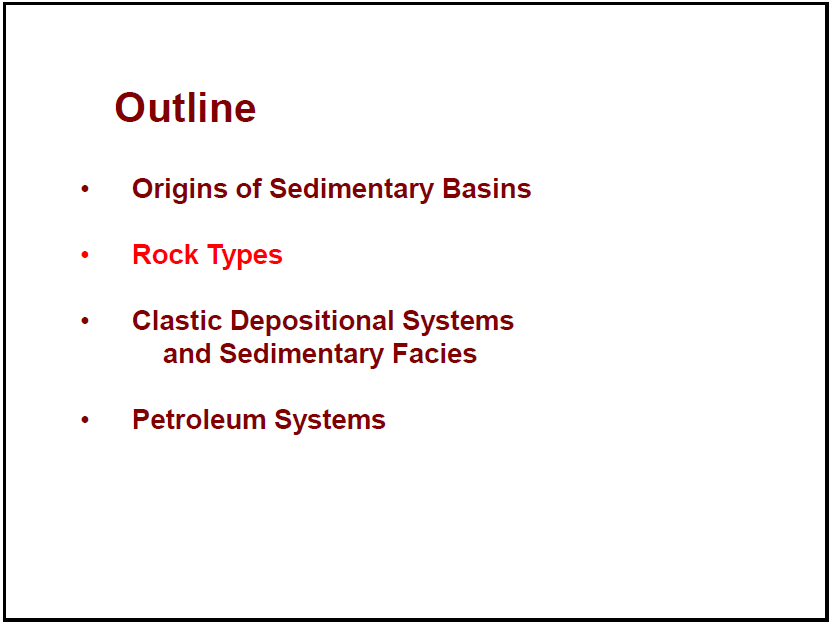 Outline
• Origins of Sedimentary Basins
• Rock Types
• Clastic Depositional Systems
and Sedimentary Facies
• Petroleum Systems